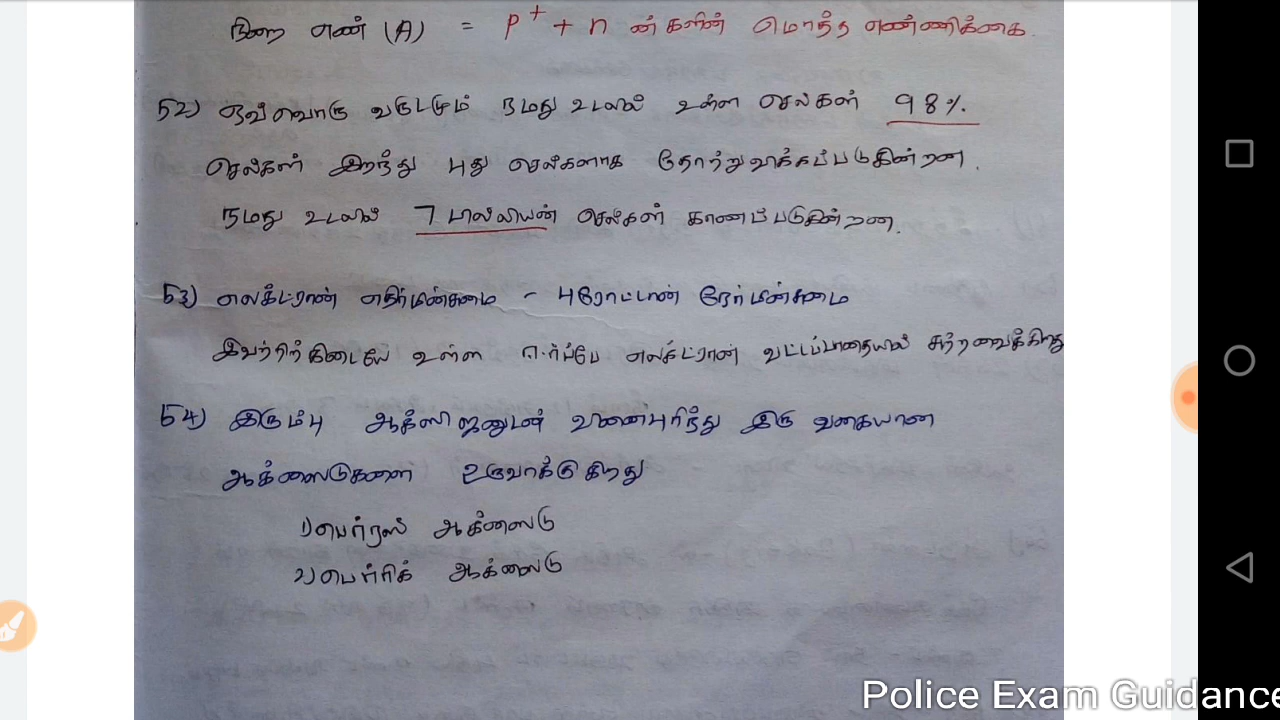 நிறை எண் (A) = p⁺ + n ன்களின் மொத்த எண்ணிக்கை.
52) ஒவ்வொரு வருடமும் நமது உடலில் உள்ள செல்கள் 98%.
செல்கள் இறந்து புது செல்களாக தோற்றுவாக்கப்படுகின்றன.
நமது உடலில் 7 பில்லியன் செல்கள் காணப்படுகின்றன.
53) எலக்ட்ரான் எதிர்மின்சுமை - புரோட்டான் நேர்மின்சுமை
இவற்றிற்கிடையே உள்ள ஈர்ப்பே எலக்ட்ரான் வட்டப்பாதையில் சுற்றவைக்கிறது
54) இரும்பு ஆக்ஸிஜனுடன் வினைபுரிந்து இரு வகையான
ஆக்ஸைடுகளை உருவாக்குகிறது
1) பெர்ரஸ் ஆக்ஸைடு
2) பெர்ரிக் ஆக்ஸைடு
Police Exam Guidance